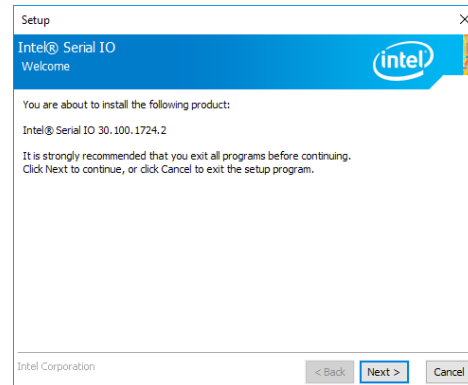 Setup
Intel® Serial IO
Welcome
intel
You are about to install the following product:
Intel® Serial IO 30.100.1724.2
It is strongly recommended that you exit all programs before continuing.
Click Next to continue, or click Cancel to exit the setup program.
Intel Corporation
< Back Next > Cancel